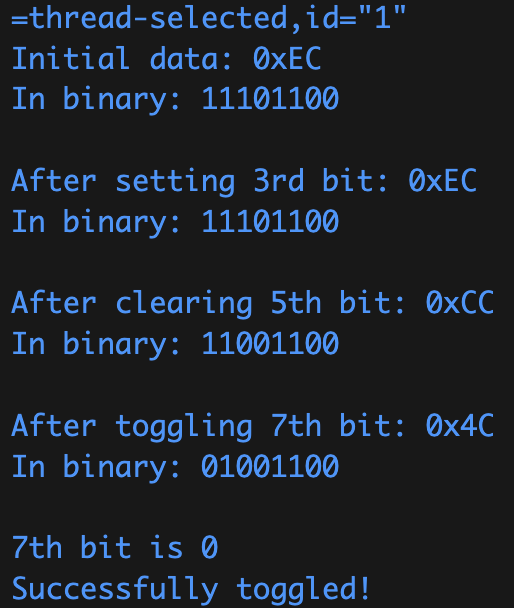 =thread-selected,id="1"
Initial data: 0xEC
In binary: 11101100
After setting 3rd bit: 0xEC
In binary: 11101100
After clearing 5th bit: 0xCC
In binary: 11001100
After toggling 7th bit: 0x4C
In binary: 01001100
7th bit is 0
Successfully toggled!